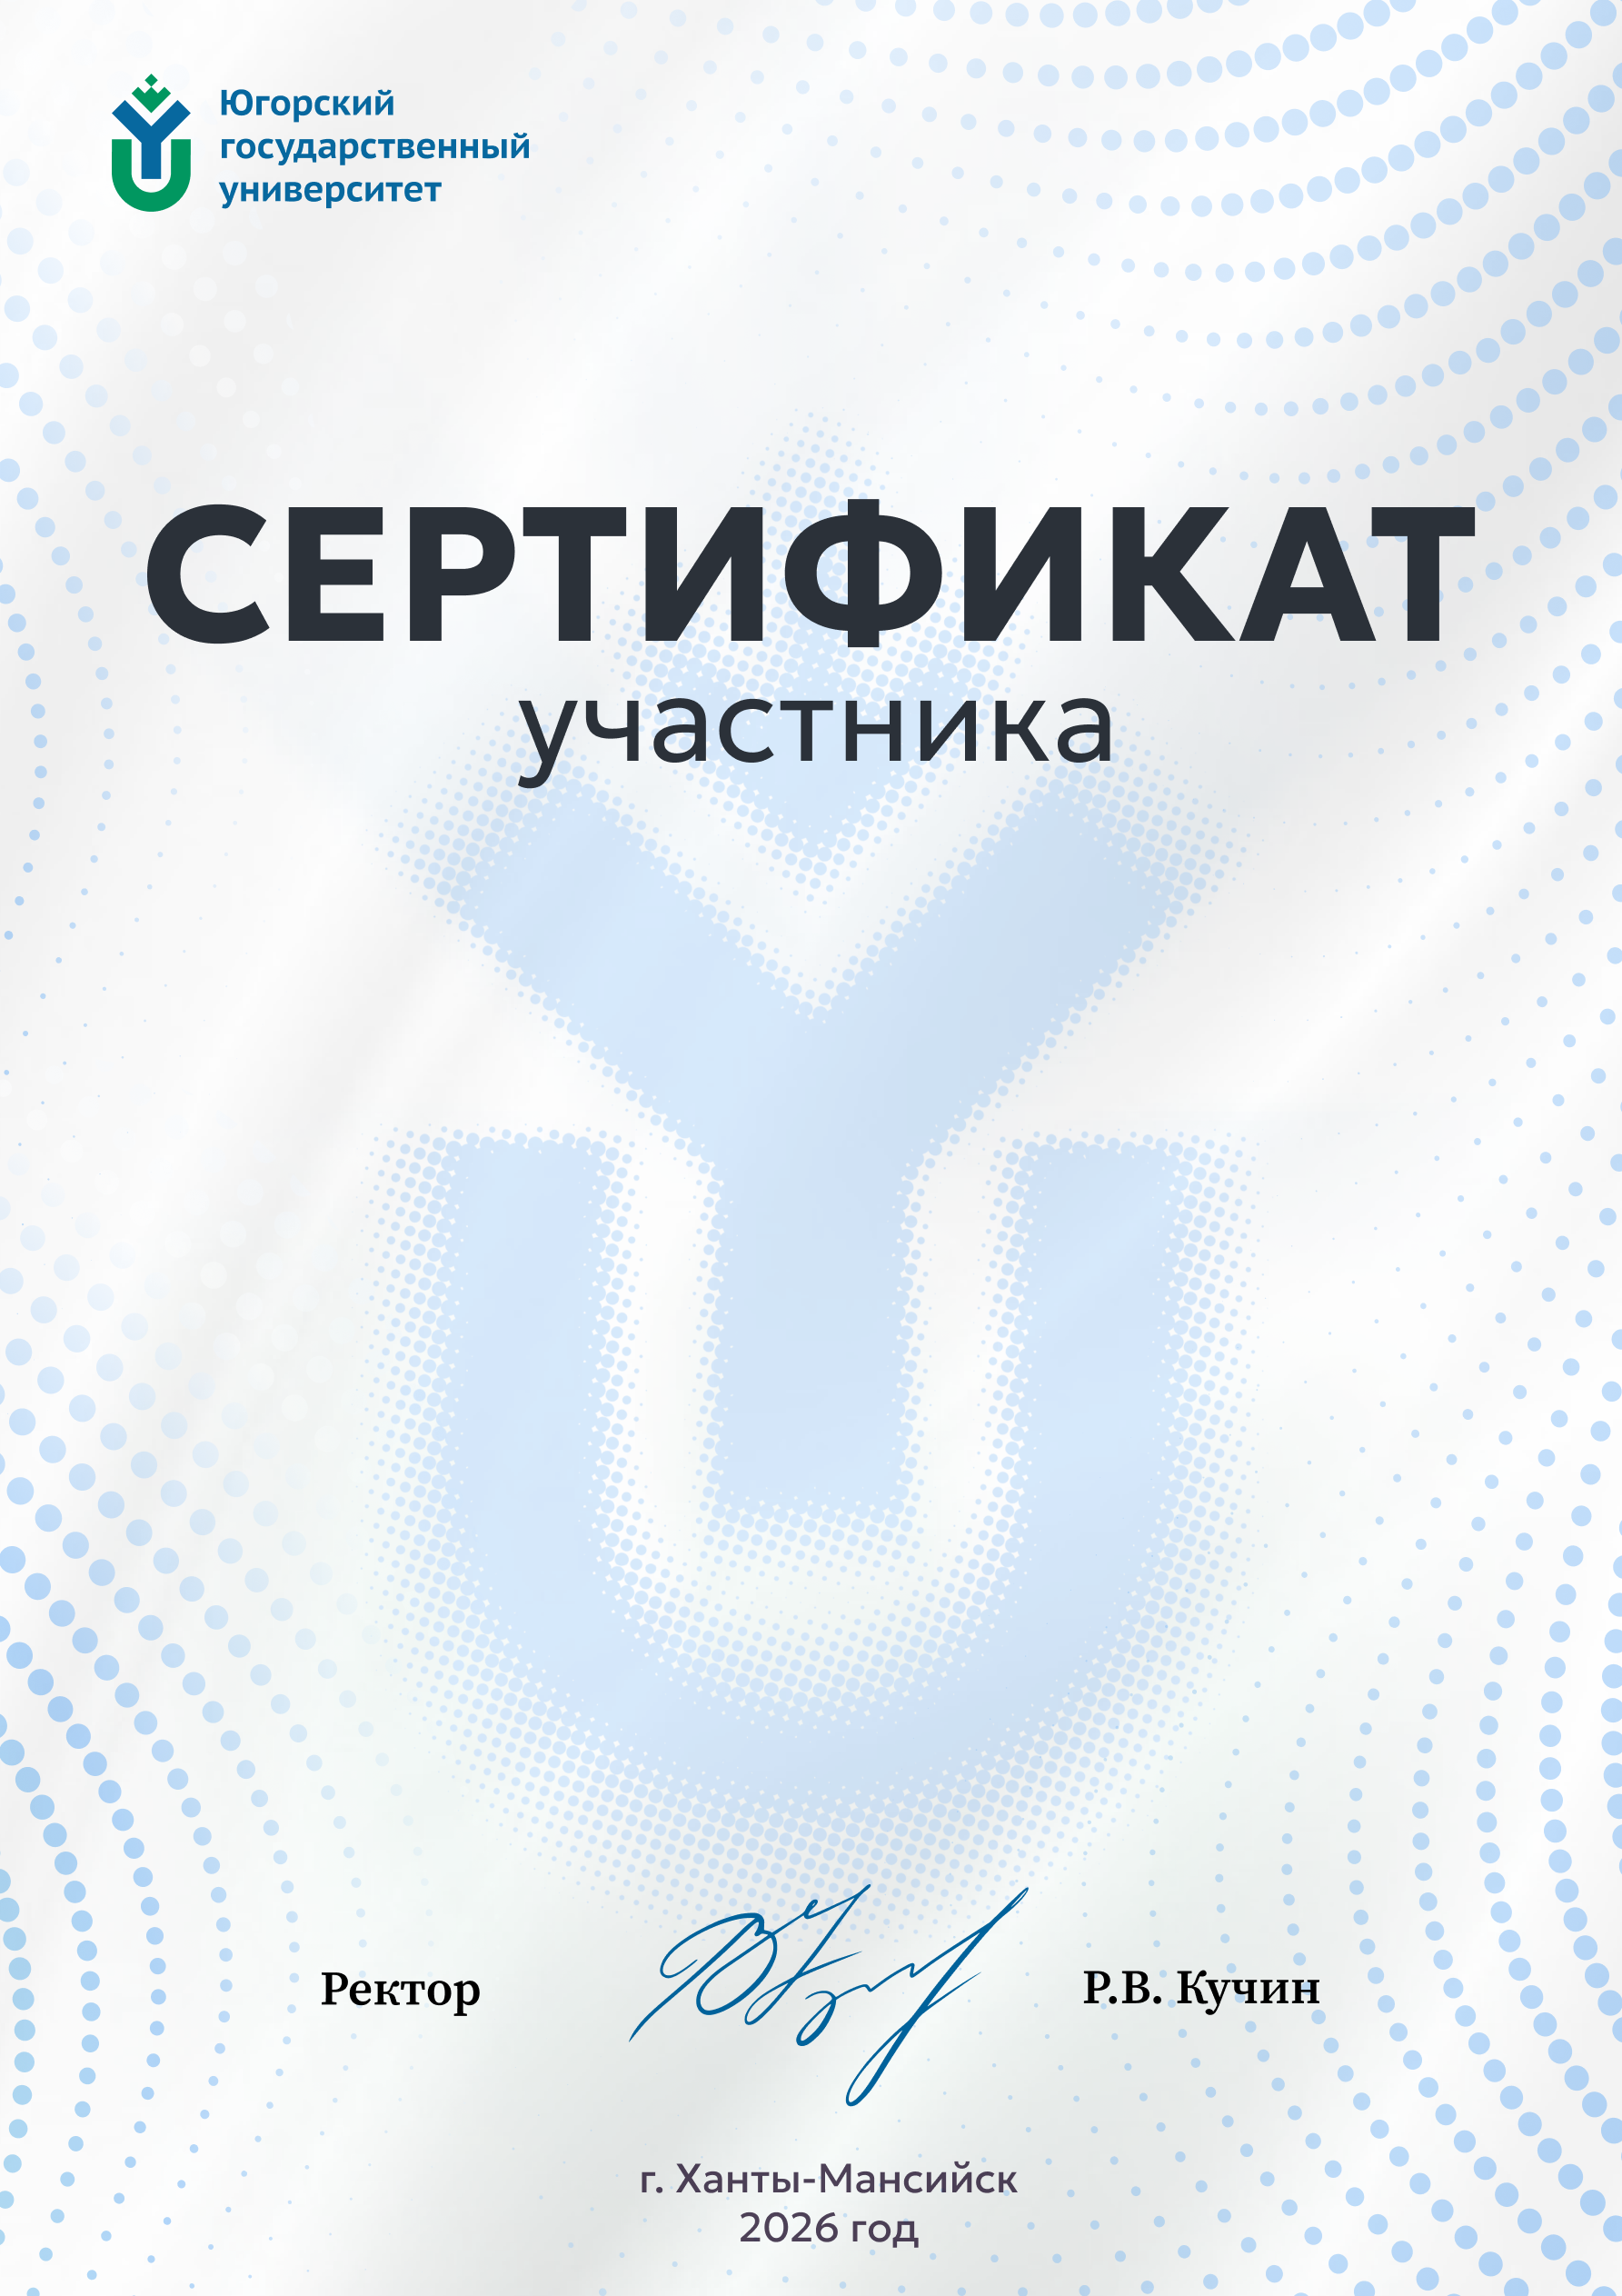 Югорский
государственный
университет
СЕРТИФИКАТ
участника
Ректор
Р.В. Кучин
г. Ханты-Мансийск
2026 год